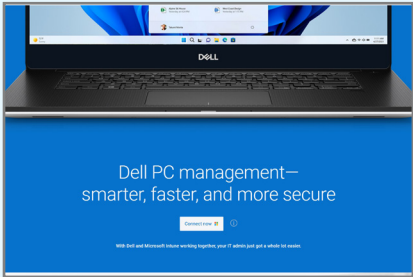 DELL
Dell PC management—
smarter, faster, and more secure
Connect now
With Dell and Microsoft Intune working together, your IT admin just got a whole lot easier.